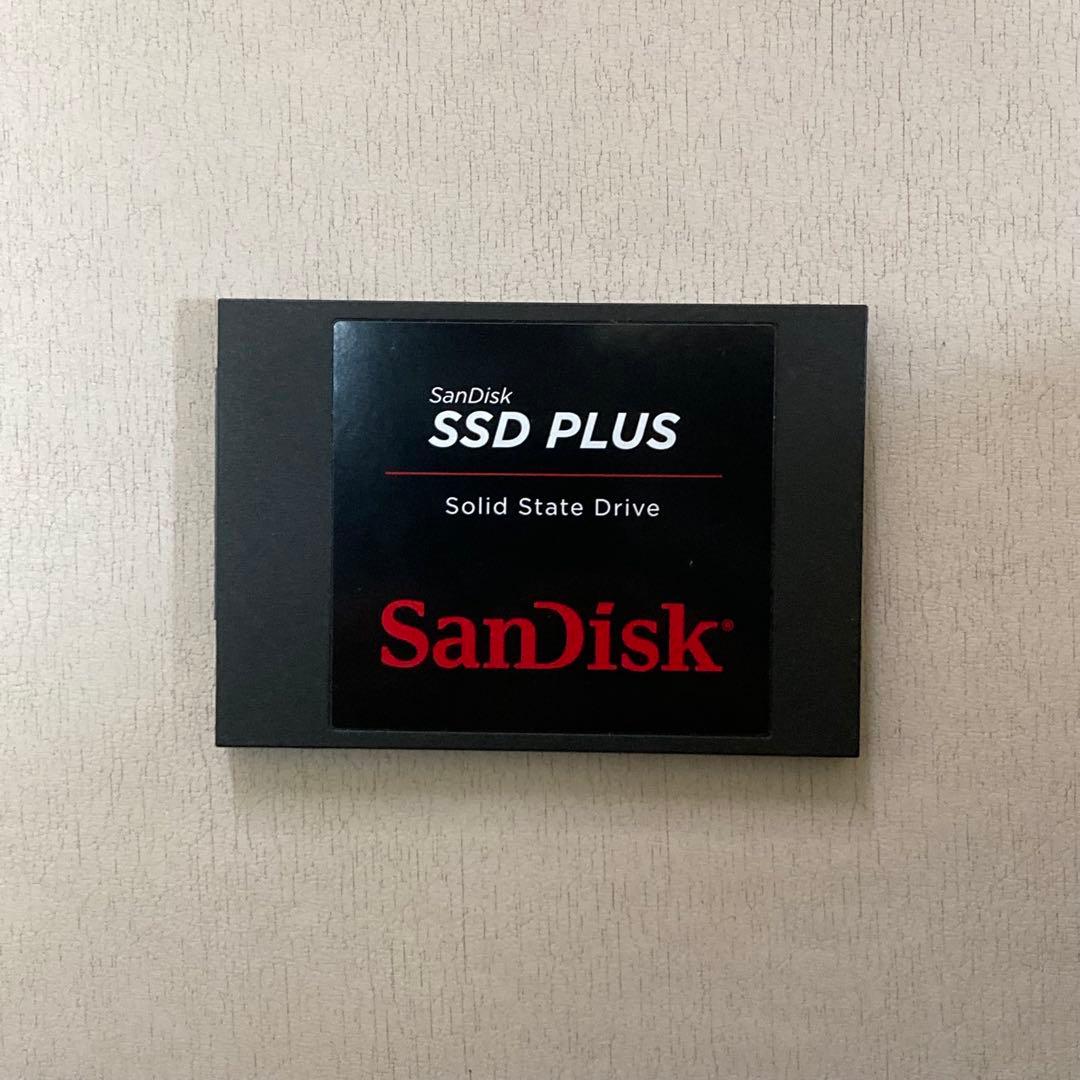 SanDisk
SSD PLUS
Solid State Drive
SanDisk®